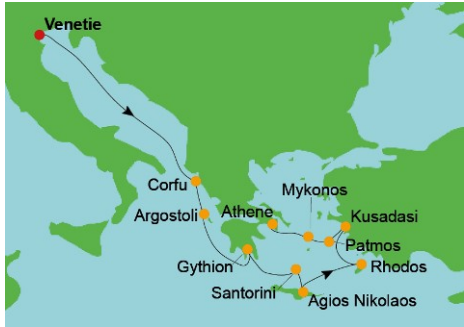 Venetie
Corfu
Mykonos
Argostoli
Athene
Kusadasi
Patmos
Gythion
Rhodos
Santorini
Agios Nikolaos